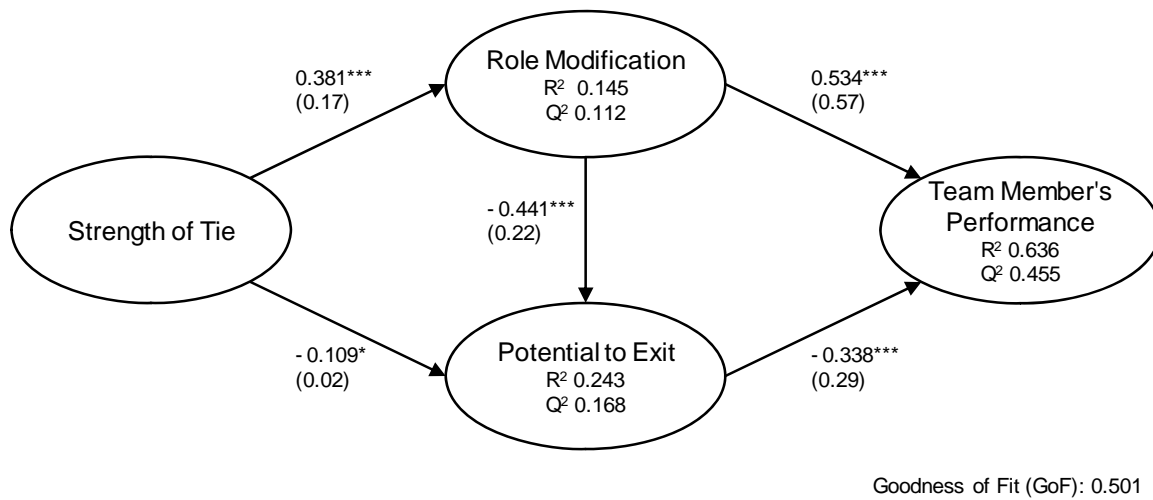 Role Modification
R² 0.145
Q² 0.112
0.381***
(0.17)
0.534***
(0.57)
Strength of Tie
- 0.441***
(0.22)
Team Member's
Performance
R² 0.636
Q² 0.455
- 0.109*
(0.02)
Potential to Exit
R² 0.243
Q² 0.168
- 0.338***
(0.29)
Goodness of Fit (GoF): 0.501